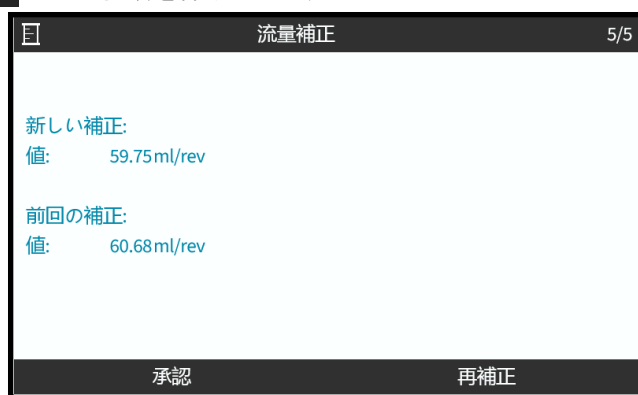 流量補正 5/5
新しい補正:
値: 59.75ml/rev
前回の補正:
値: 60.68ml/rev
承認 再補正